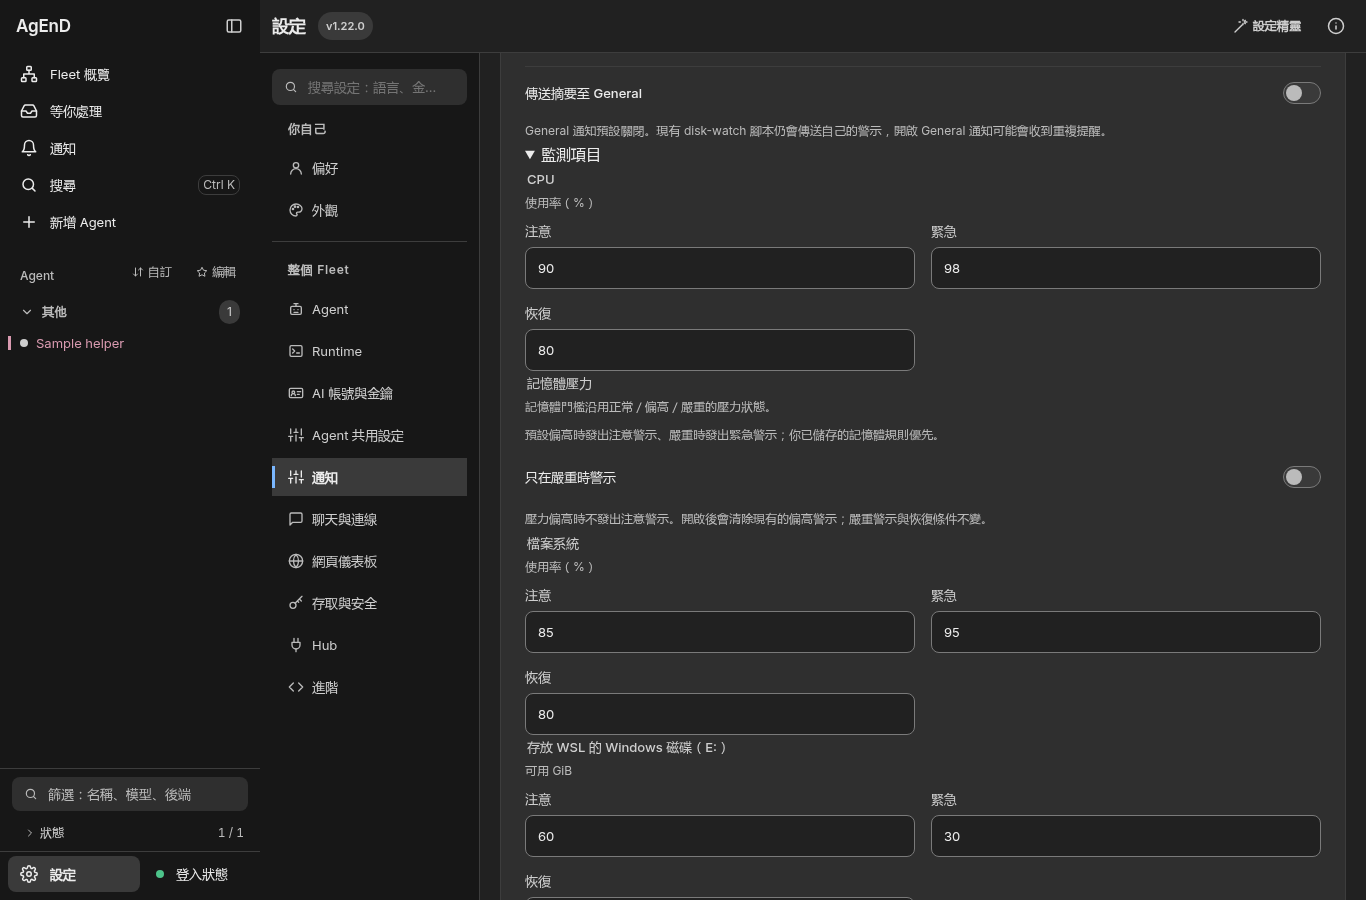 AgEnD
Fleet 概覽
等你處理
通知
搜尋
Ctrl K
新增 Agent
Agent
自訂
編輯
其他
1
Sample helper
篩選：名稱、模型、後端
狀態
1 / 1
設定
登入狀態
設定
v1.22.0
設定精靈
搜尋設定：語言、金...
你自己
偏好
外觀
整個 Fleet
Agent
Runtime
AI 帳號與金鑰
Agent 共用設定
通知
聊天與連線
網頁儀表板
存取與安全
Hub
進階
傳送摘要至 General
General 通知預設關閉。現有 disk-watch 腳本仍會傳送自己的警示，開啟 General 通知可能會收到重複提醒。
▼ 監測項目
CPU
使用率（%）
注意
緊急
90
98
恢復
80
記憶體壓力
記憶體門檻沿用正常 / 偏高 / 嚴重的壓力狀態。
預設偏高時發出注意警示、嚴重時發出緊急警示；你已儲存的記憶體規則優先。
只在嚴重時警示
壓力偏高時不發出注意警示。開啟後會清除現有的偏高警示；嚴重警示與恢復條件不變。
檔案系統
使用率（%）
注意
緊急
85
95
恢復
80
存放 WSL 的 Windows 磁碟（E:）
可用 GiB
注意
緊急
60
30
恢復